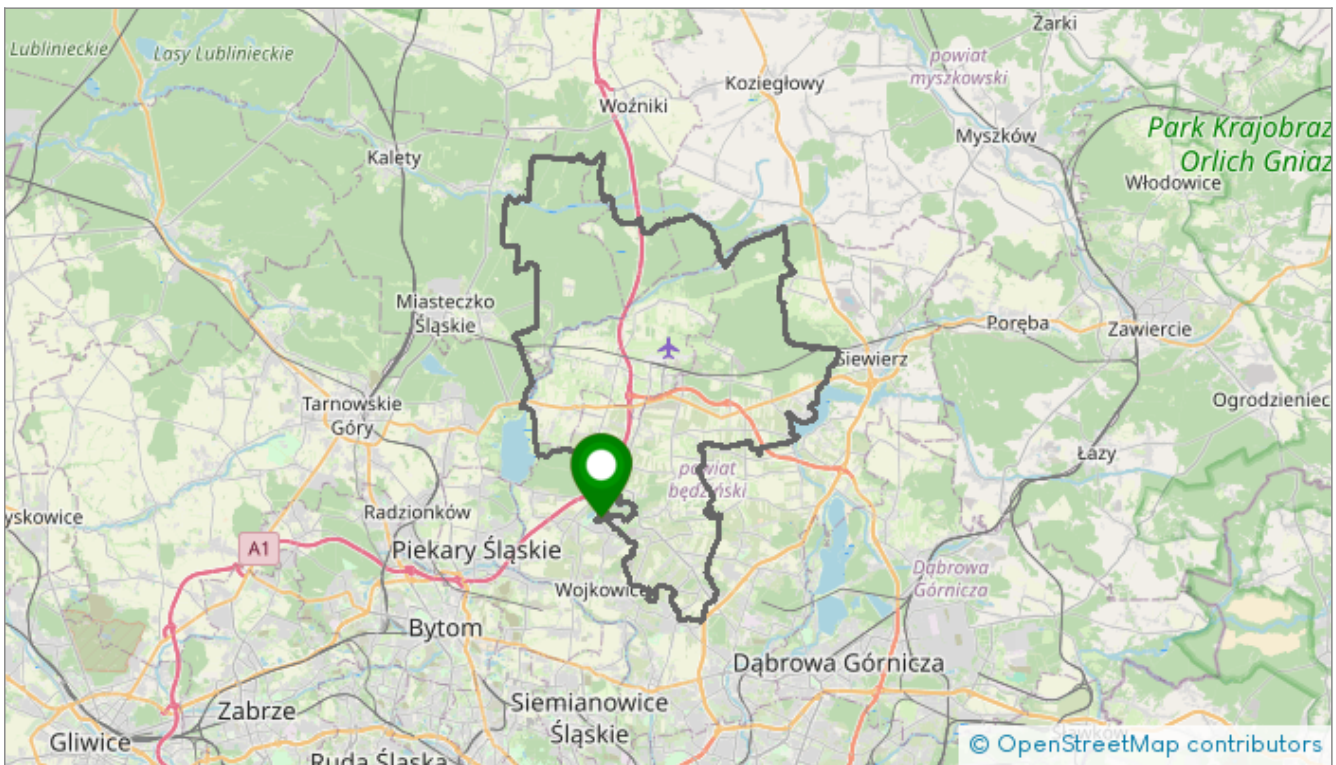 Żarki
Lublinieckie
Lasy Lublinieckie
powiat
myszkowski
Koziegłowy
Woźniki
Park Krajobraz
Orlich Gniaz
Myszków
Kalety
Włodowice
Miasteczko
Śląskie
Poręba
Zawiercie
Siewierz
Tarnowskie
Góry
Ogrodzieniec
Łazy
powiat
będziński
yskowice
Radzionków
A1
Piekary Śląskie
Dąbrowa
Górnicza
Wojkowice
Bytom
Dąbrowa Górnicza
Siemianowice
Śląskie
Zabrze
Gliwice
Ruda Śląska
© OpenStreetMap contributors